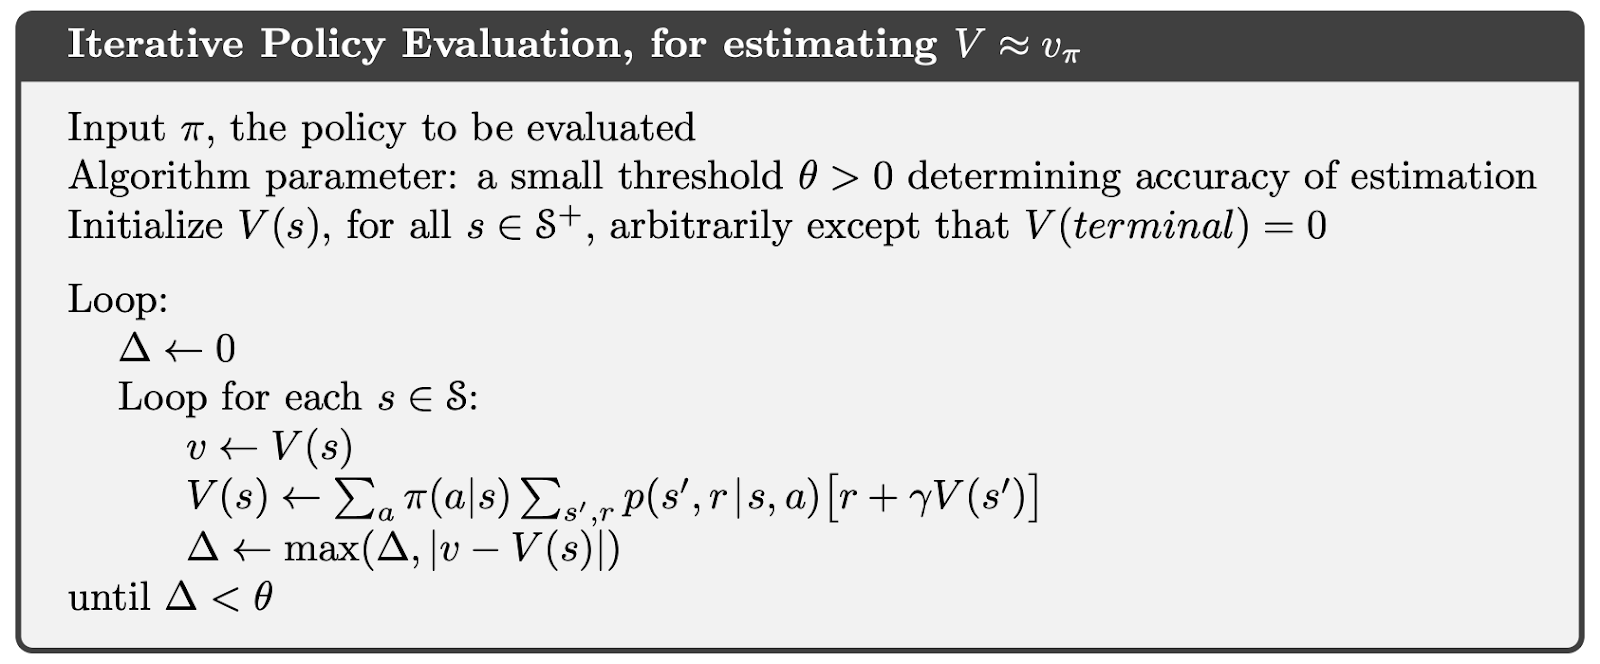 Iterative Policy Evaluation, for estimating V ≈ v_π
Input π, the policy to be evaluated
Algorithm parameter: a small threshold θ > 0 determining accuracy of estimation
Initialize V(s), for all s ∈ 𝒮⁺, arbitrarily except that V(terminal) = 0
Loop:
Δ ← 0
Loop for each s ∈ 𝒮:
v ← V(s)
V(s) ← ∑_a π(a|s) ∑_{s′,r} p(s′, r|s, a)[r + γV(s′)]
Δ ← max(Δ, |v − V(s)|)
until Δ < θ